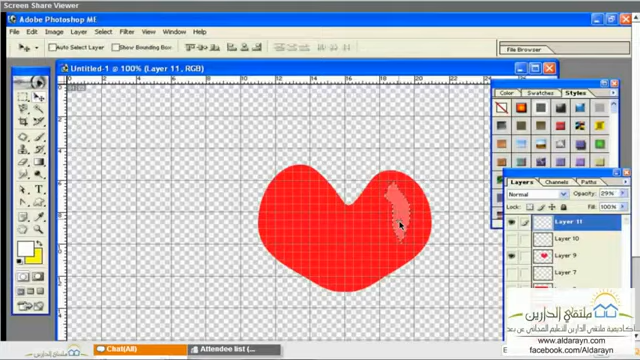 Screen Share Viewer
Adobe Photoshop ME
File Edit Image Layer Select Filter View Window Help
Auto Select Layer Show Bounding Box
File Browser
Untitled-1 @ 100% (Layer 11, RGB)
Color Swatches Styles
Layers Channels Paths
Normal Opacity: 29%
Lock: Fill: 100%
Layer 11
Layer 10
Layer 9
Layer 7
ملتقي الدارين
www.aldarayn.com
facebook.com/Aldarayn
Chat(All) Attendee list (...